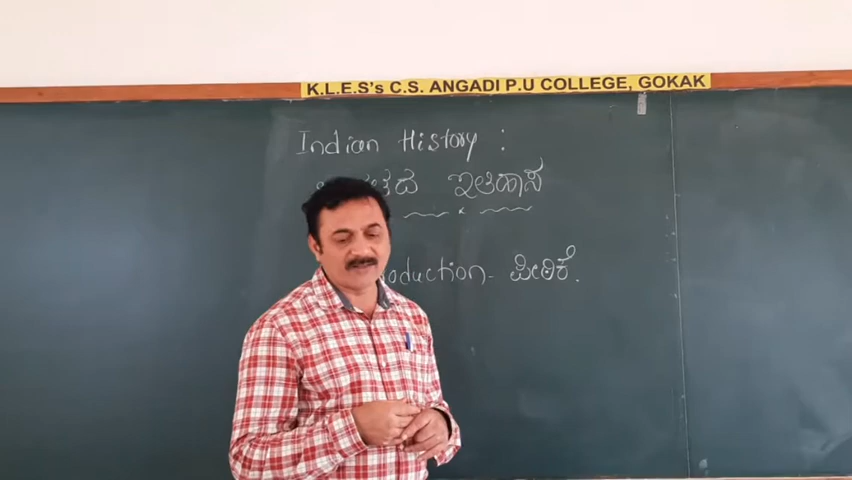 K.L.E.S's C.S. ANGADI P.U COLLEGE, GOKAK
Indian History :
ಇತಿಹಾಸ
ಪೀಠಿಕೆ.